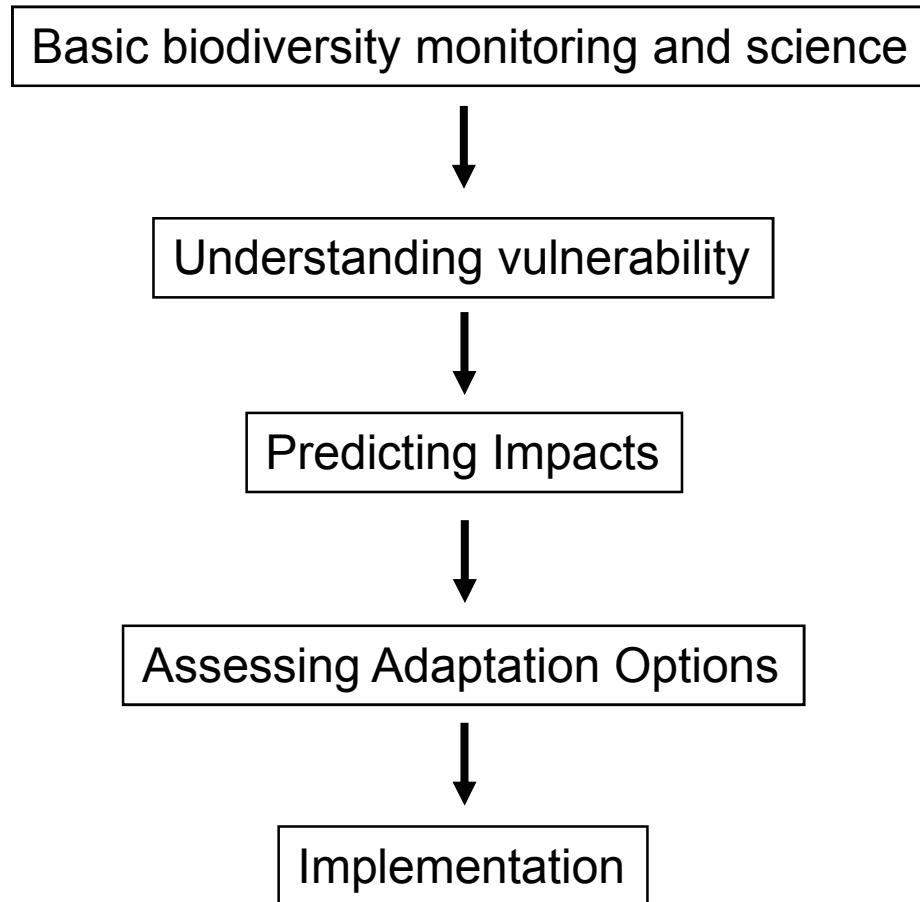 Basic biodiversity monitoring and science
Understanding vulnerability
Predicting Impacts
Assessing Adaptation Options
Implementation